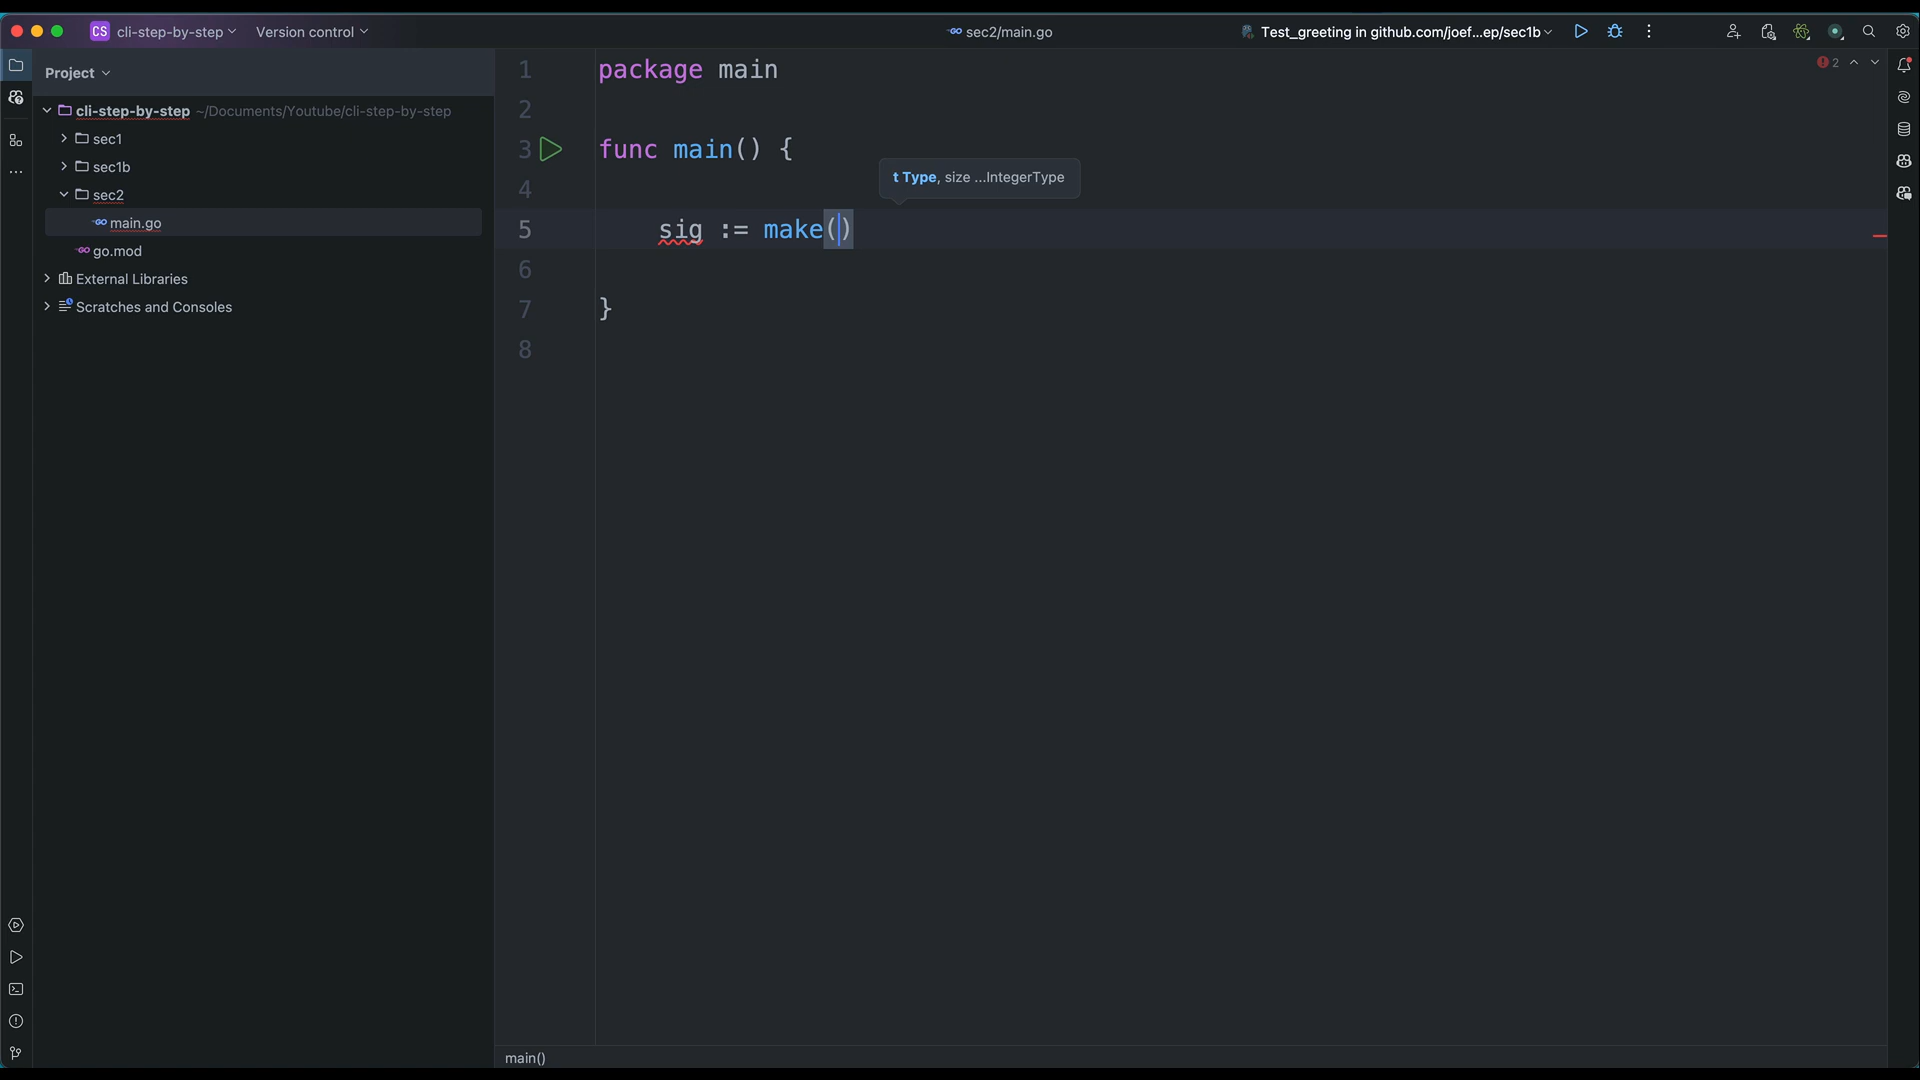 CS cli-step-by-step Version control sec2/main.go Test_greeting in github.com/joef...ep/sec1b
Project
cli-step-by-step ~/Documents/Youtube/cli-step-by-step
sec1
sec1b
sec2
main.go
go.mod
External Libraries
Scratches and Consoles
2
1 package main
2
3 func main() {
t Type, size ...IntegerType
4
5 sig := make()
6
7 }
8
main()